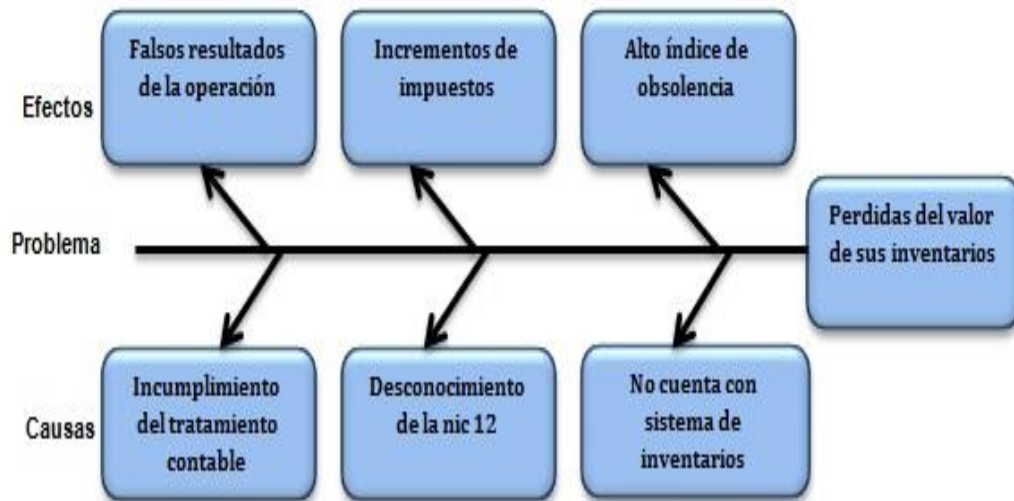 Efectos
Falsos resultados
de la operación
Incrementos de
impuestos
Alto índice de
obsolencia
Problema
Perdidas del valor
de sus inventarios
Causas
Incumplimiento
del tratamiento
contable
Desconocimiento
de la nic 12
No cuenta con
sistema de
inventarios